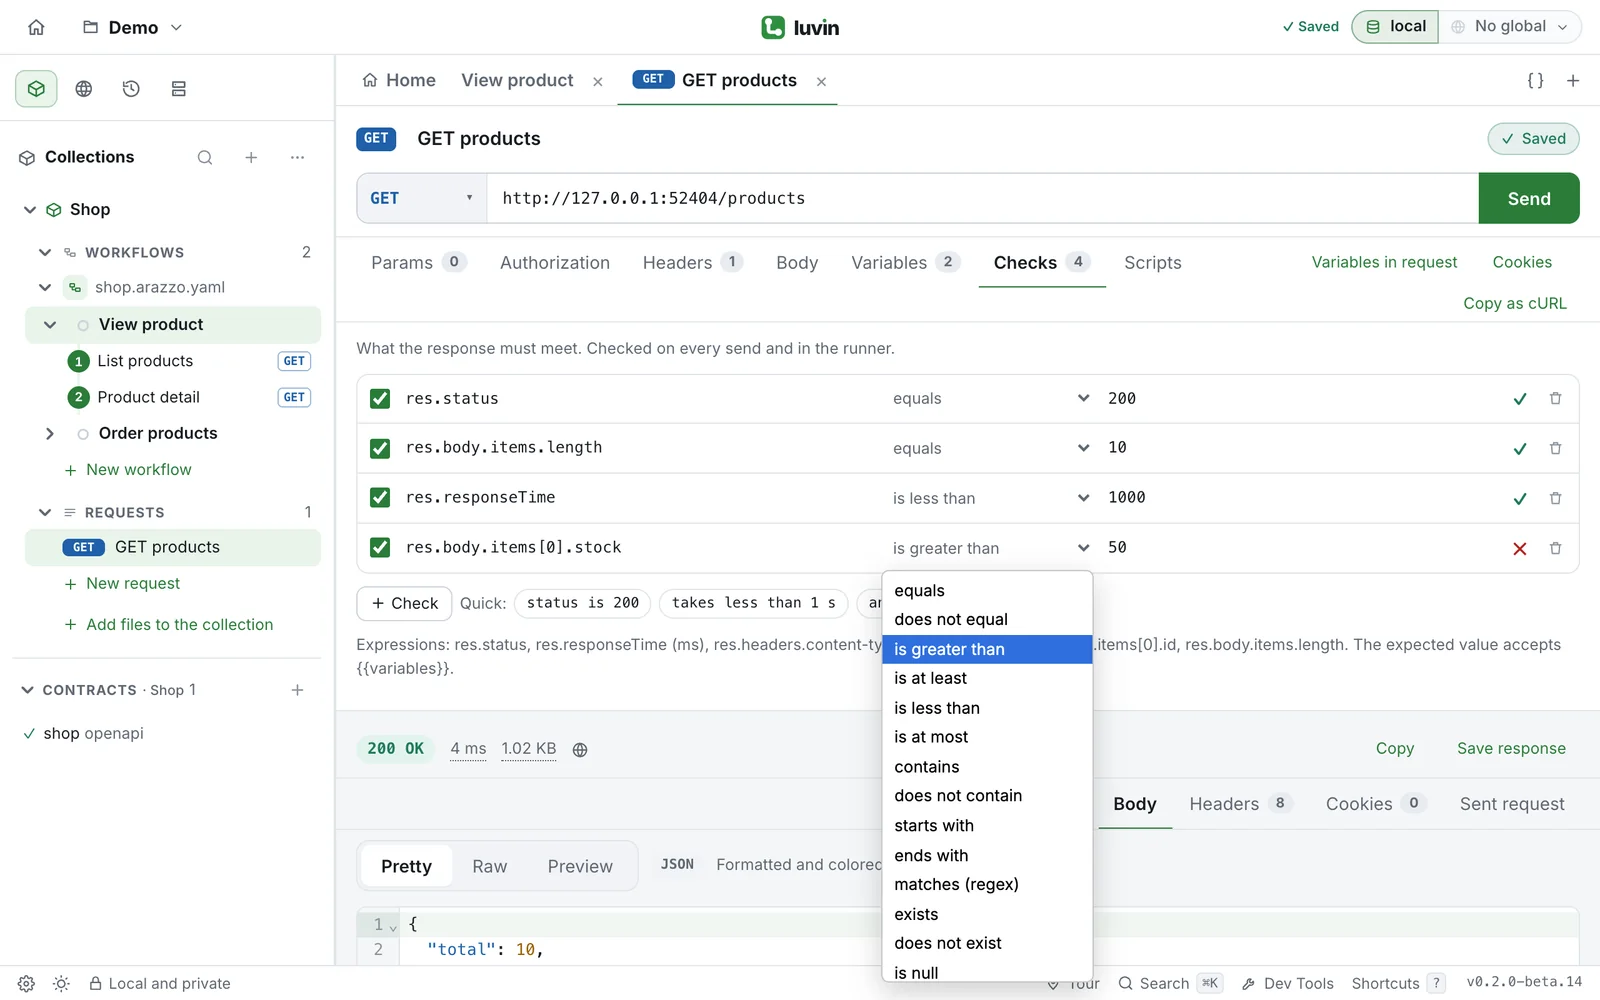 Demo
luvin
Saved
local
No global
Home
View product
GET
GET products
{ }
Collections
GET
GET products
Saved
Shop
GET
http://127.0.0.1:52404/products
Send
WORKFLOWS
2
Params 0
Authorization
Headers 1
Body
Variables 2
Checks 4
Scripts
Variables in request
Cookies
Copy as cURL
shop.arazzo.yaml
View product
1
List products
GET
2
Product detail
GET
Order products
+ New workflow
REQUESTS
1
GET
GET products
+ New request
+ Add files to the collection
CONTRACTS · Shop 1
shop openapi
What the response must meet. Checked on every send and in the runner.
res.status
equals
200
res.body.items.length
equals
10
res.responseTime
is less than
1000
res.body.items[0].stock
is greater than
50
+ Check
Quick:
status is 200
takes less than 1 s
Expressions: res.status, res.responseTime (ms),
.items[0].id, res.body.items.length. The expected value accepts
{{variables}}.
equals
does not equal
is greater than
is at least
is less than
is at most
contains
does not contain
starts with
ends with
matches (regex)
exists
does not exist
is null
200 OK
4 ms
1.02 KB
Copy
Save response
Body
Headers 8
Cookies 0
Sent request
Pretty
Raw
Preview
JSON
Formatted and colored
1
{
2
"total": 10,
Local and private
Tour
Search
⌘K
Dev Tools
Shortcuts
?
v0.2.0-beta.14